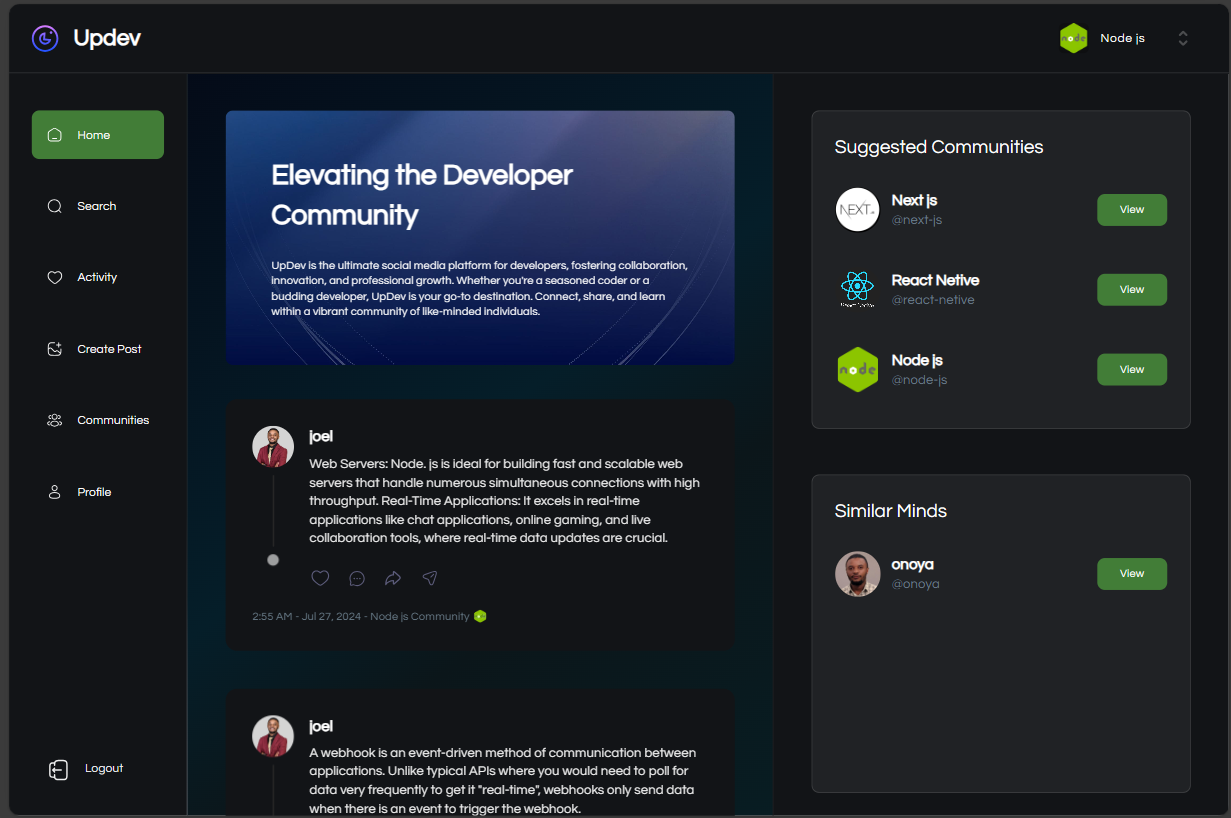 Updev
node
Node js
Home
Search
Activity
Create Post
Communities
Profile
Logout
Elevating the Developer
Community
UpDev is the ultimate social media platform for developers, fostering collaboration,
innovation, and professional growth. Whether you're a seasoned coder or a
budding developer, UpDev is your go-to destination. Connect, share, and learn
within a vibrant community of like-minded individuals.
joel
Web Servers: Node. js is ideal for building fast and scalable web
servers that handle numerous simultaneous connections with high
throughput. Real-Time Applications: It excels in real-time
applications like chat applications, online gaming, and live
collaboration tools, where real-time data updates are crucial.
2:55 AM - Jul 27, 2024 - Node js Community
joel
A webhook is an event-driven method of communication between
applications. Unlike typical APIs where you would need to poll for
data very frequently to get it "real-time", webhooks only send data
when there is an event to trigger the webhook.
Suggested Communities
NEXT.
Next js
@next-js
View
React Netive
@react-netive
View
node
Node js
@node-js
View
Similar Minds
onoya
@onoya
View